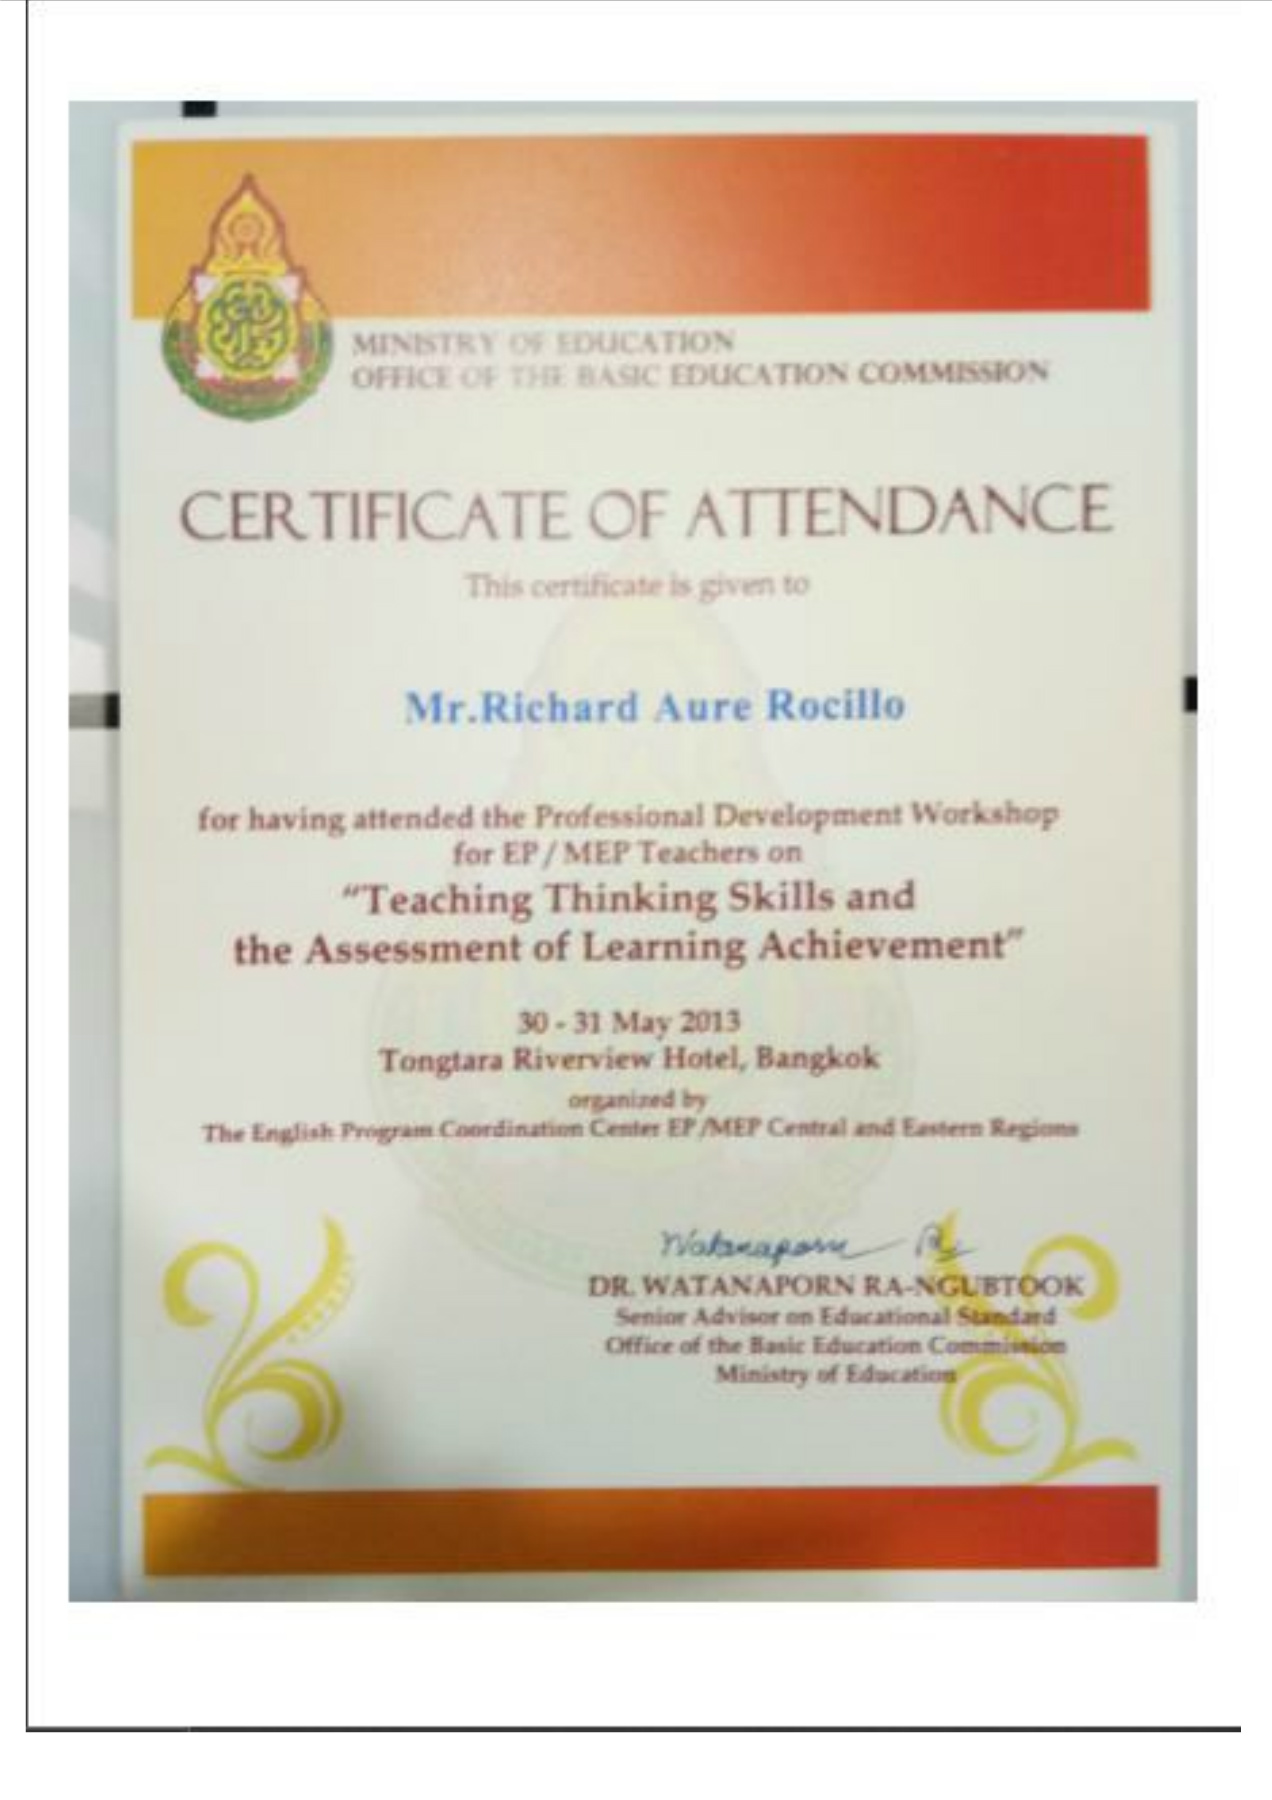 MINISTRY OF EDUCATION
OFFICE OF THE BASIC EDUCATION COMMISSION
CERTIFICATE OF ATTENDANCE
This certificate is given to
Mr.Richard Aure Rocillo
for having attended the Professional Development Workshop
for EP / MEP Teachers on
“Teaching Thinking Skills and
the Assessment of Learning Achievement”
30 - 31 May 2013
Tongtara Riverview Hotel, Bangkok
organized by
The English Program Coordination Center EP/MEP Central and Eastern Regions
Watanaporn R
DR. WATANAPORN RA-NGUBTOOK
Senior Advisor on Educational Standard
Office of the Basic Education Commission
Ministry of Education